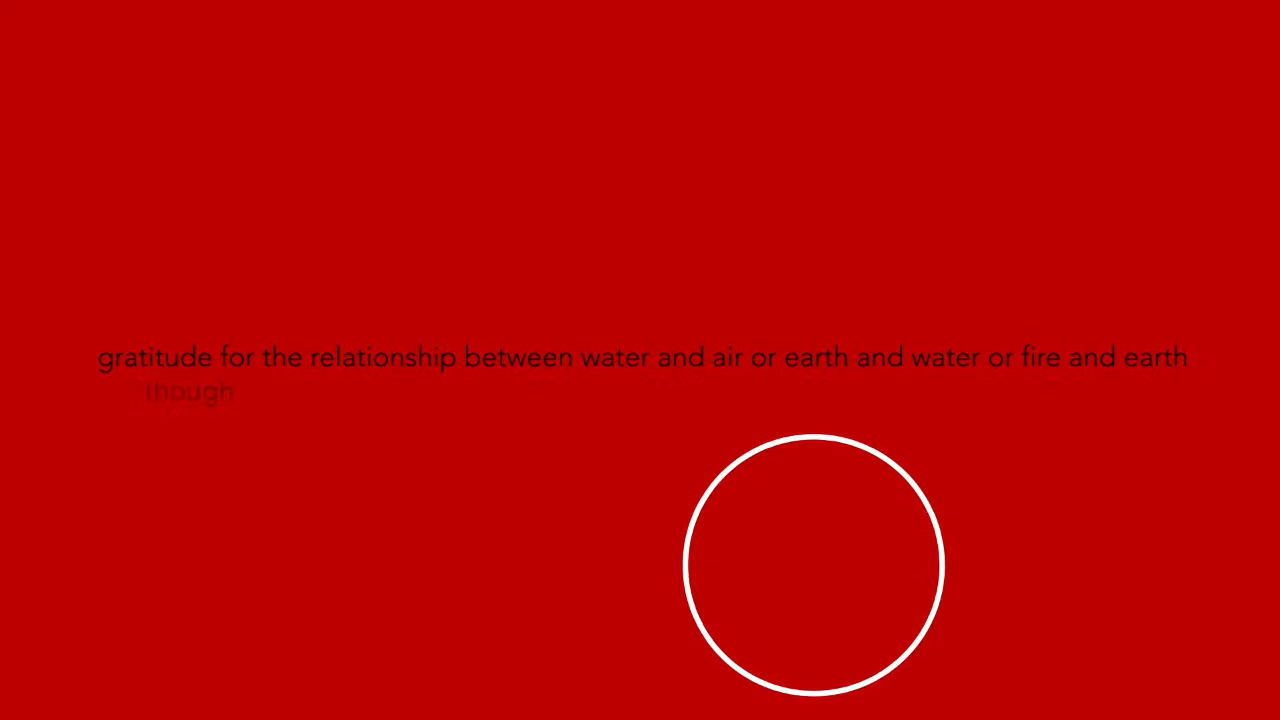 gratitude for the relationship between water and air or earth and water or fire and earth
though